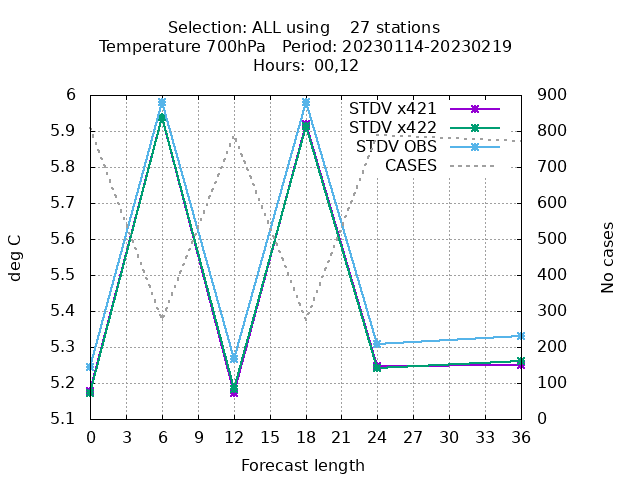 Selection: ALL using    27 stations
Temperature 700hPa   Period: 20230114-20230219
Hours:  00,12
STDV x421
STDV x422
STDV OBS
CASES
deg C
6
5.9
5.8
5.7
5.6
5.5
5.4
5.3
5.2
5.1
900
800
700
600
500
400
300
200
100
0
No cases
0 3 6 9 12 15 18 21 24 27 30 33 36
Forecast length